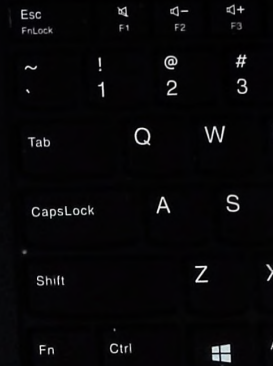 Esc
FnLock F1 F2 F3
~ ! @ #
` 1 2 3
Tab Q W
CapsLock A S
Shift Z X
Fn Ctrl